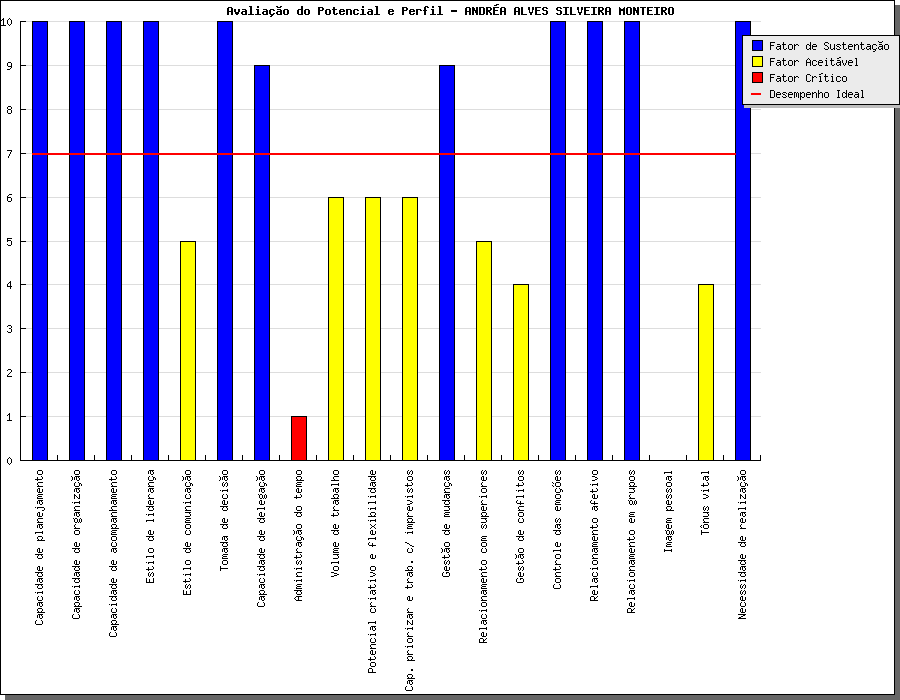 Avaliação do Potencial e Perfil - ANDRÉA ALVES SILVEIRA MONTEIRO
10
9
8
7
6
5
4
3
2
1
0
Fator de Sustentação
Fator Aceitável
Fator Crítico
Desempenho Ideal
Capacidade de planejamento
Capacidade de organização
Capacidade de acompanhamento
Estilo de liderança
Estilo de comunicação
Tomada de decisão
Capacidade de delegação
Administração do tempo
Volume de trabalho
Potencial criativo e flexibilidade
Cap. priorizar e trab. c/ imprevistos
Gestão de mudanças
Relacionamento com superiores
Gestão de conflitos
Controle das emoções
Relacionamento afetivo
Relacionamento em grupos
Imagem pessoal
Tônus vital
Necessidade de realização